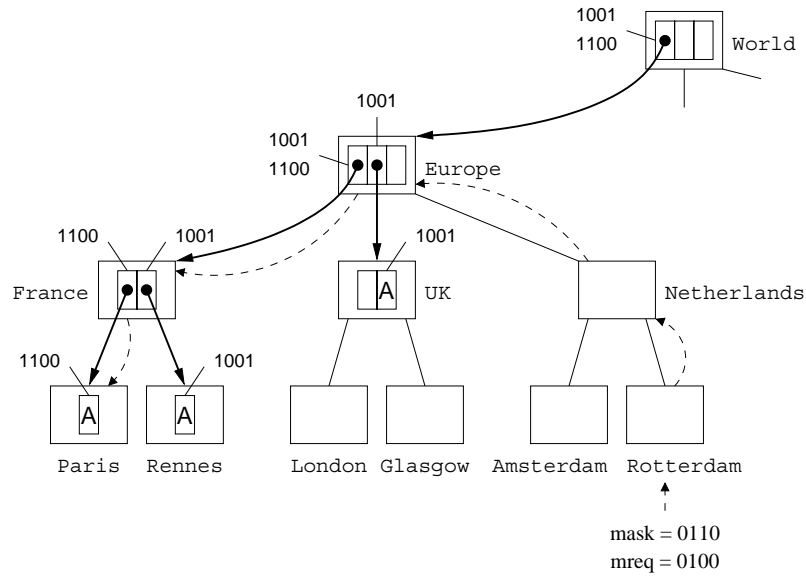 1001
1100
World
1001
1001
1100
Europe
1100 1001
1001
France
A
UK
Netherlands
1100
1001
A
A
Paris Rennes London Glasgow Amsterdam Rotterdam
mask = 0110
mreq = 0100